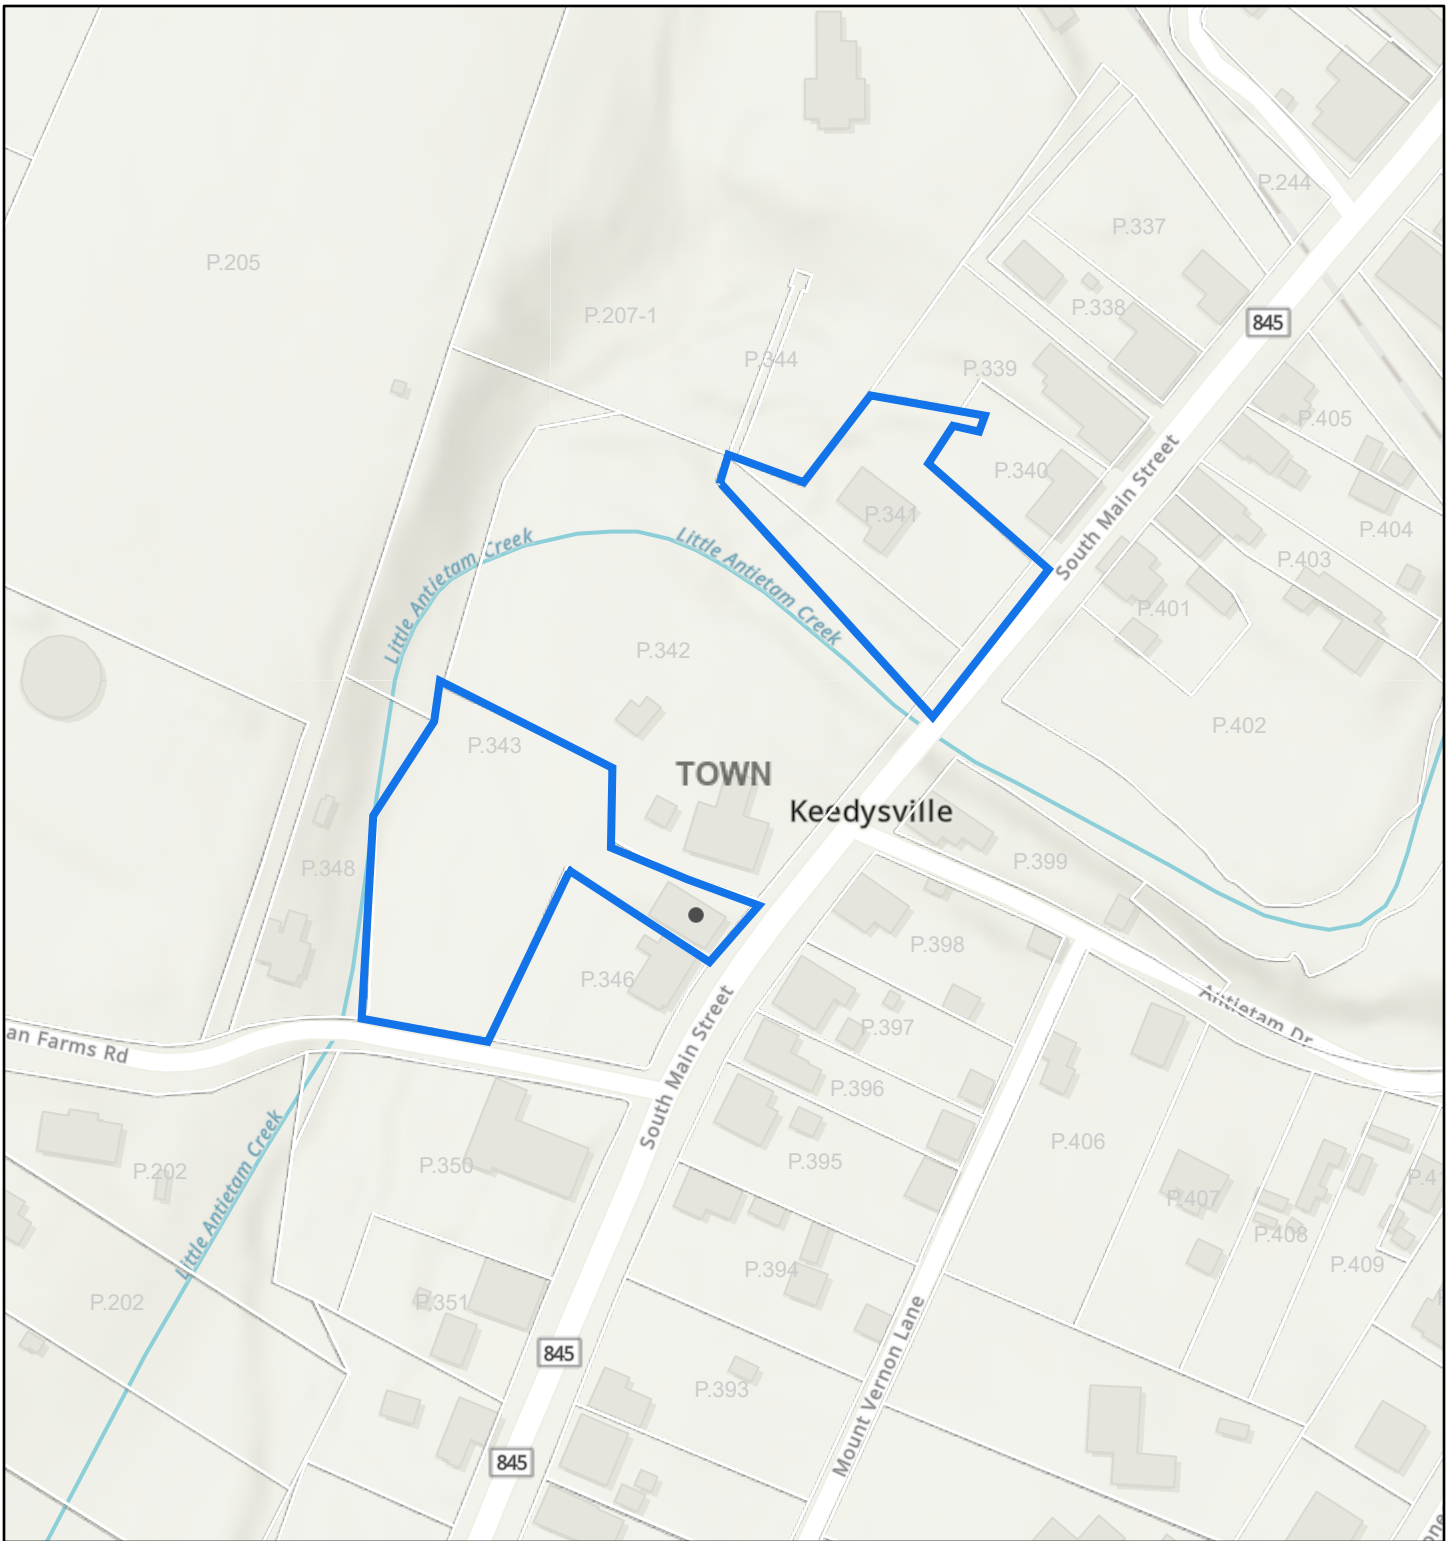 P.244
P.337
P.205
P.338
845
P.207-1
P.344
P.339
P.405
P.340
P.341
South Main Street
P.404
Little Antietam Creek
Little Antietam Creek
P.403
P.401
P.342
P.402
P.343
TOWN
Keedysville
P.348
P.399
P.398
P.346
P.397
Antietam Dr
an Farms Rd
South Main Street
P.396
P.395
P.406
P.350
P.202
Little Antietam Creek
P.407
P.408
P.409
P.394
P.202
P.351
845
P.393
Mount Vernon Lane
845